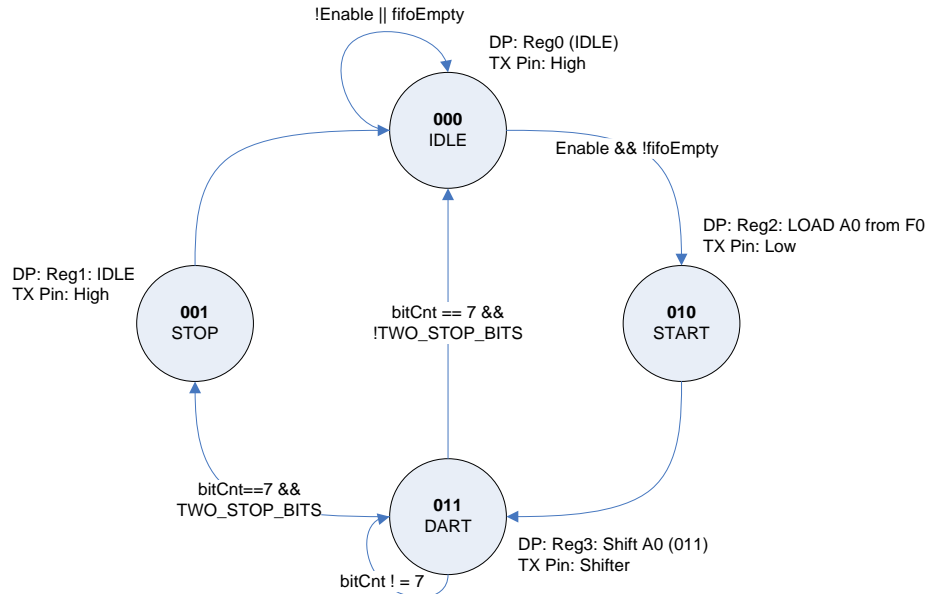 !Enable || fifoEmpty
DP: Reg0 (IDLE)
TX Pin: High
000
IDLE
Enable && !fifoEmpty
DP: Reg2: LOAD A0 from F0
TX Pin: Low
DP: Reg1: IDLE
TX Pin: High
001
STOP
bitCnt == 7 &&
!TWO_STOP_BITS
010
START
bitCnt==7 &&
TWO_STOP_BITS
011
DART
DP: Reg3: Shift A0 (011)
TX Pin: Shifter
bitCnt ! = 7